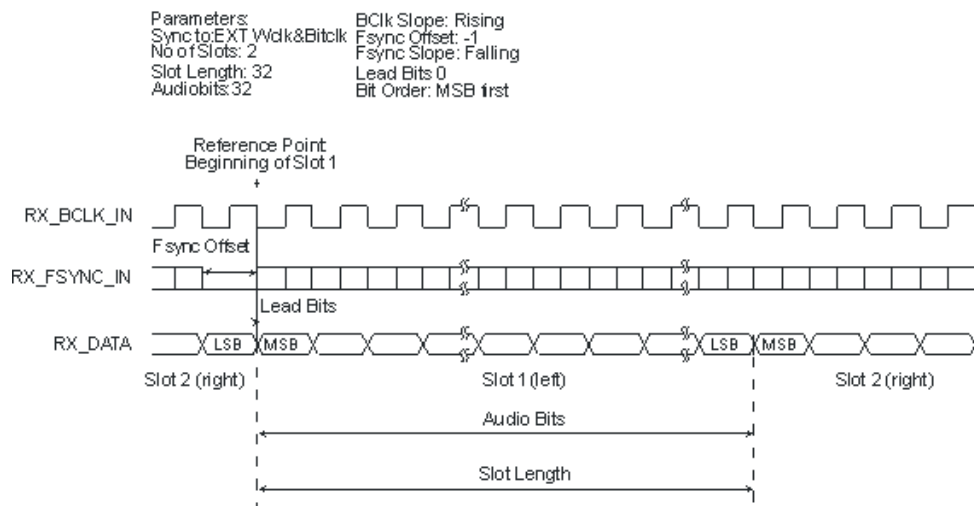 Parameters:
Sync to:EXT Wclk&Bitclk
No of Slots: 2
Slot Length: 32
Audiobits:32
BClk Slope: Rising
Fsync Offset: -1
Fsync Slope: Falling
Lead Bits 0
Bit Order: MSB first
Reference Point:
Beginning of Slot 1
RX_BCLK_IN
Fsync Offset
RX_FSYNC_IN
Lead Bits
RX_DATA
LSB MSB LSB MSB
Slot 2 (right) Slot 1 (left) Slot 2 (right)
Audio Bits
Slot Length